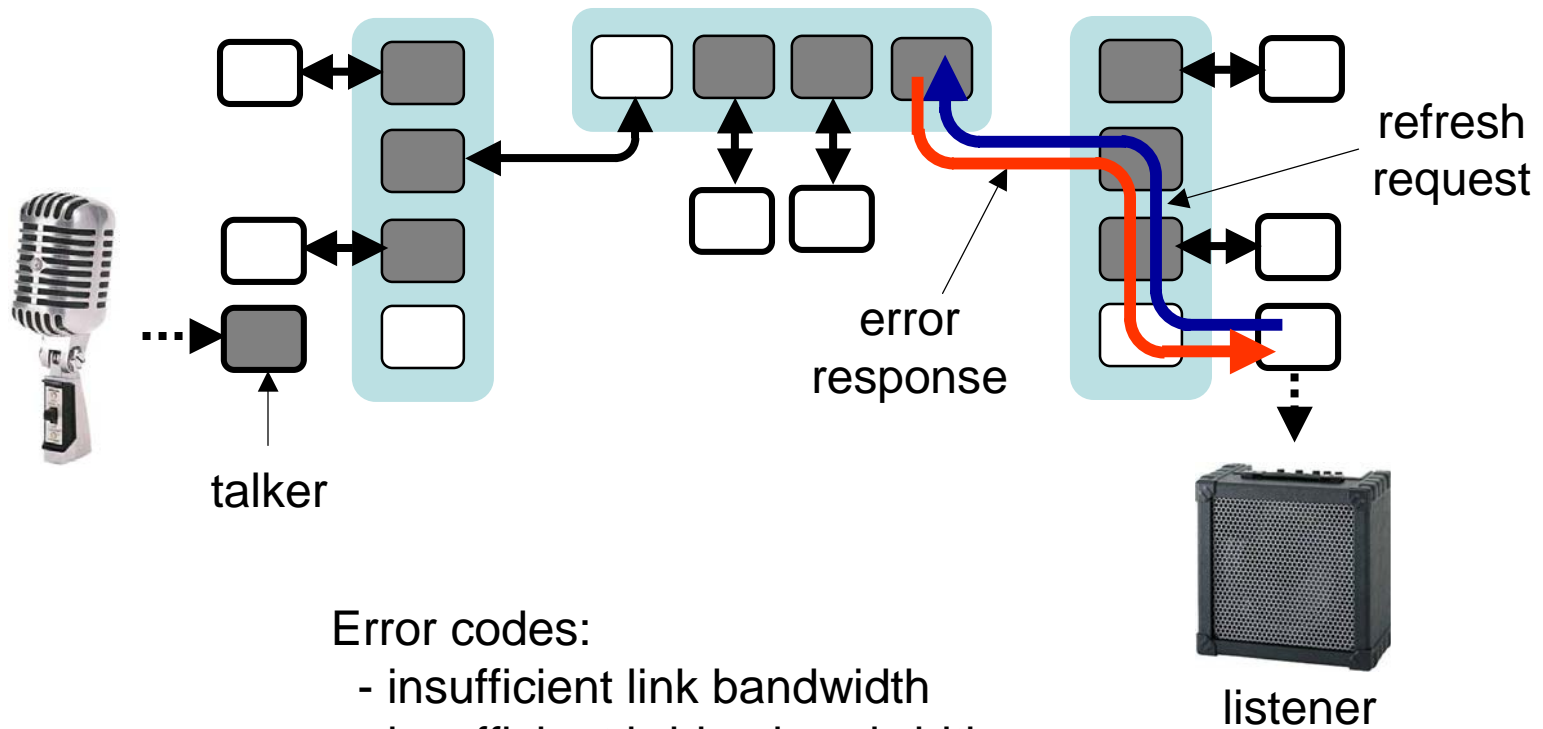 refresh
request
error
response
talker
Error codes:
- insufficient link bandwidth
listener